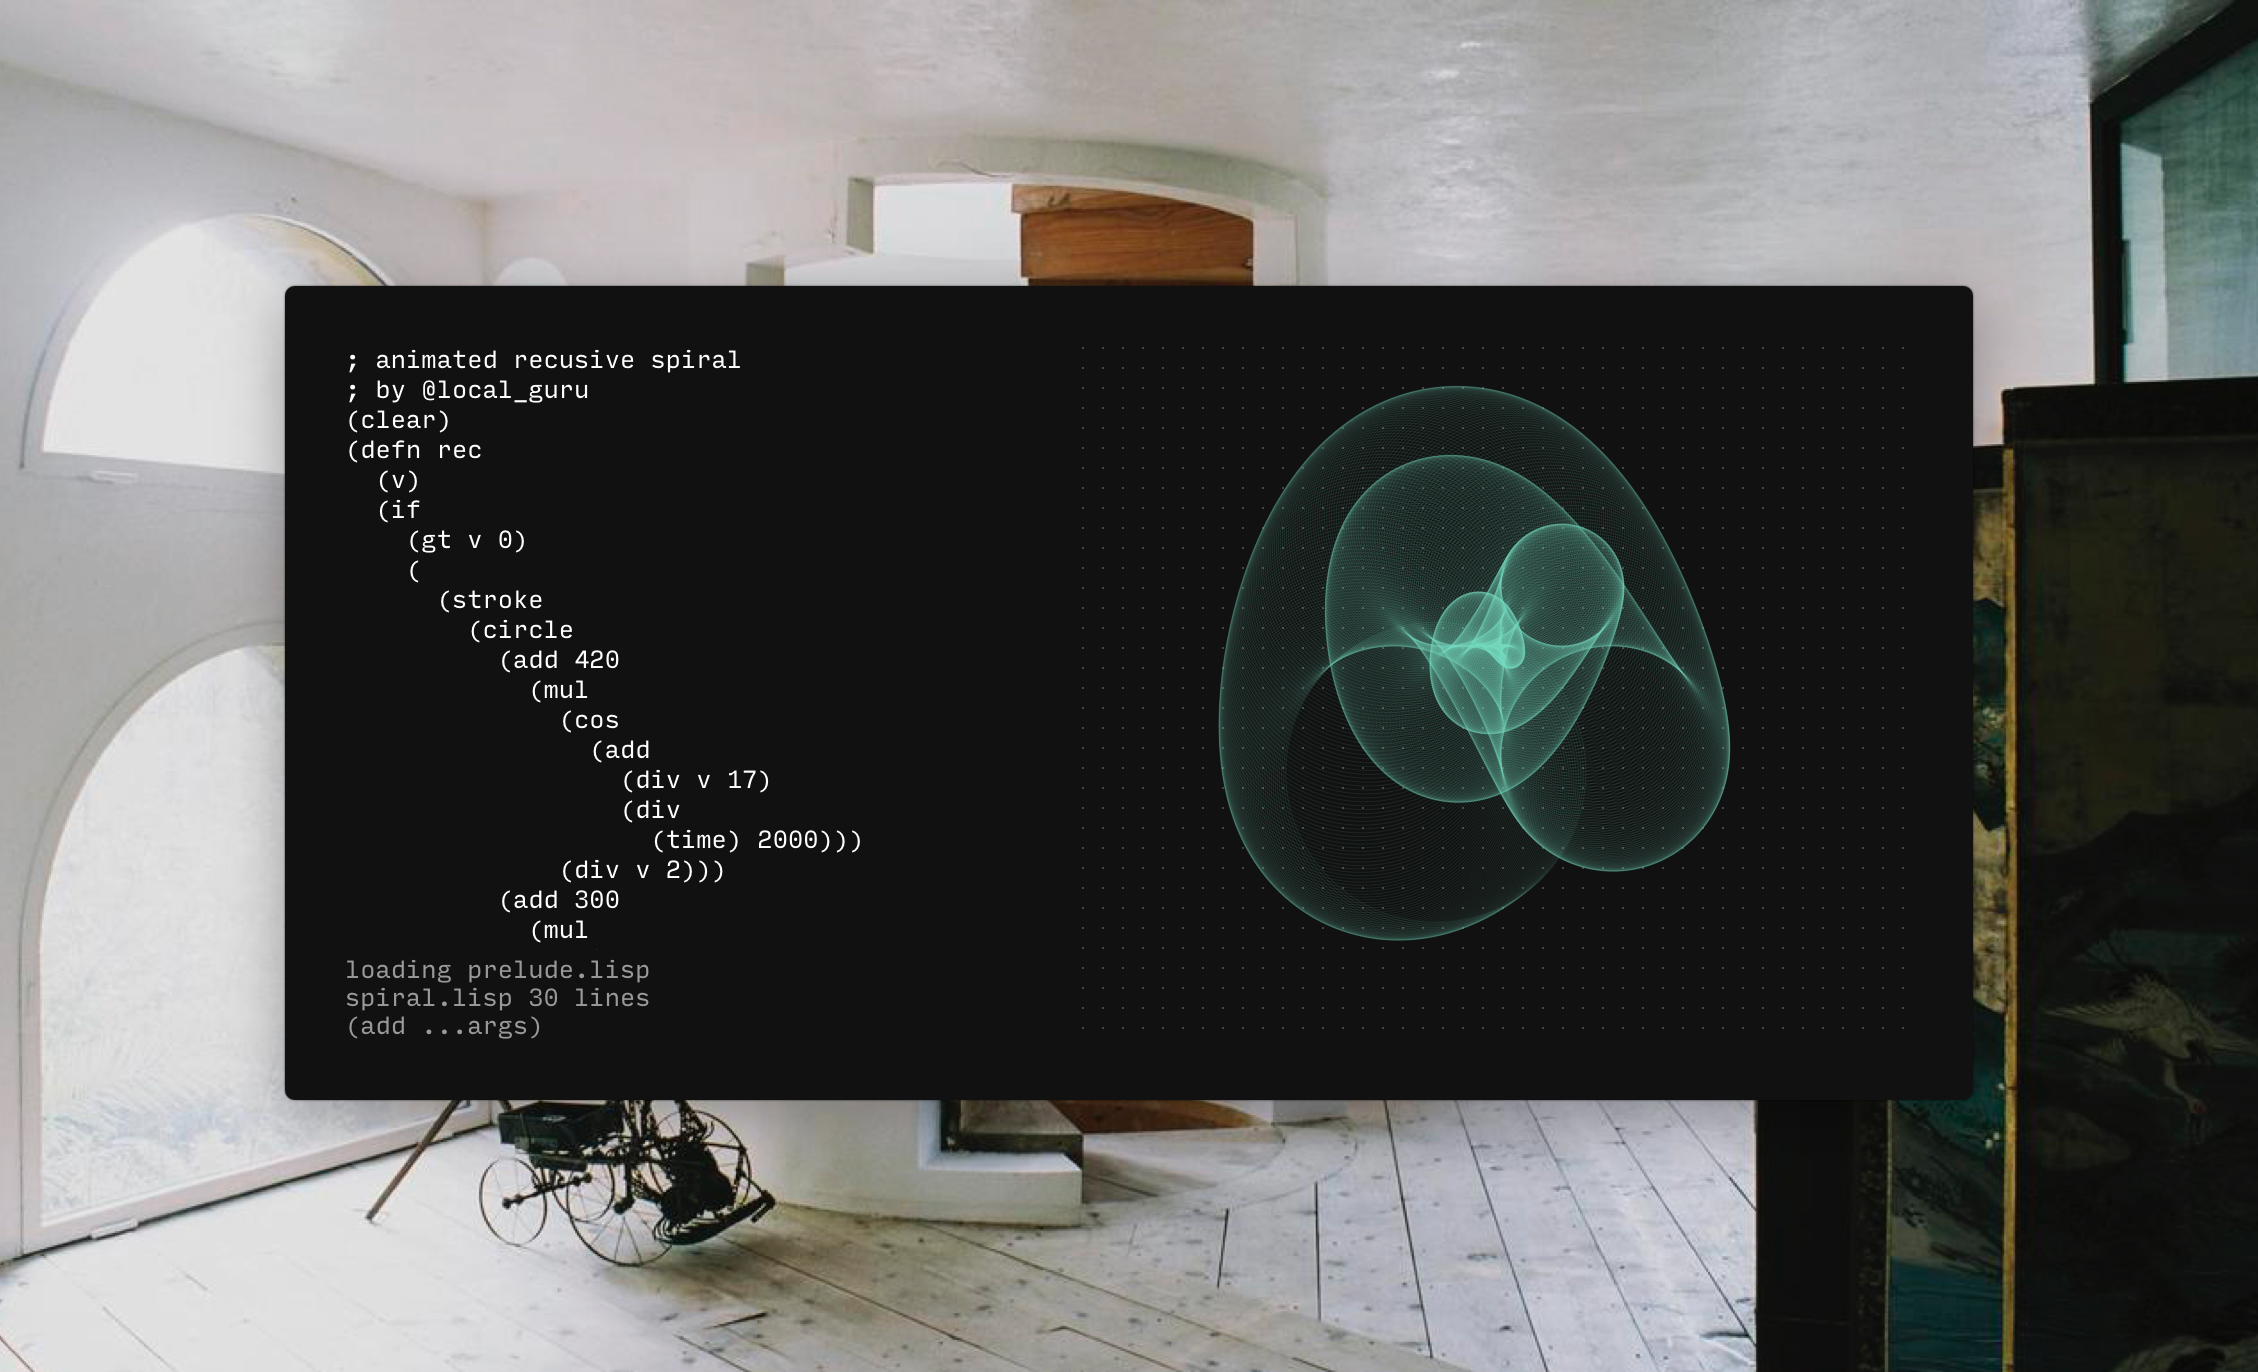 ; animated recusive spiral
; by @local_guru
(clear)
(defn rec
  (v)
  (if
    (gt v 0)
    (
      (stroke
        (circle
          (add 420
            (mul
              (cos
                (add
                  (div v 17)
                  (div
                    (time) 2000)))
              (div v 2)))
          (add 300
            (mul
loading prelude.lisp
spiral.lisp 30 lines
(add ...args)